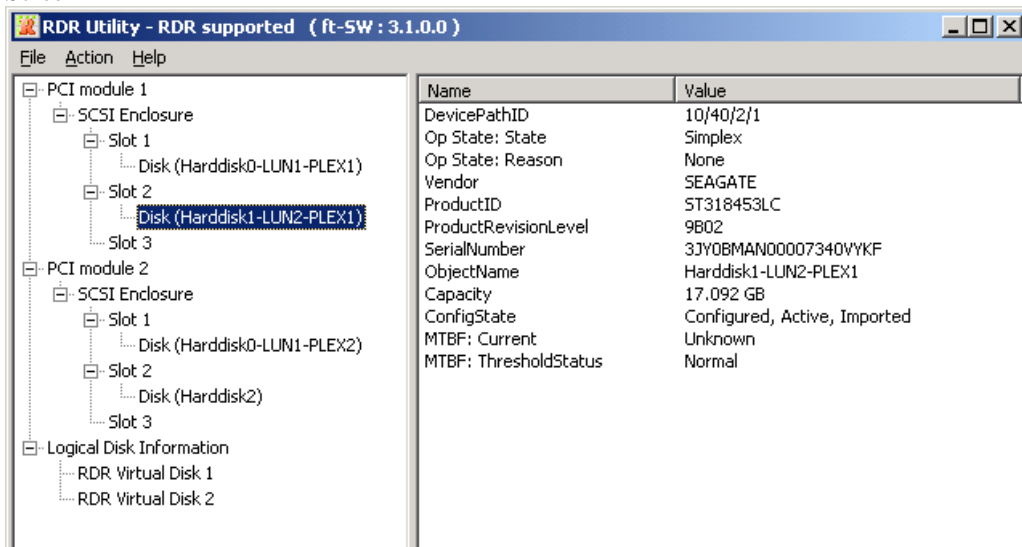 RDR Utility - RDR supported ( ft-SW : 3.1.0.0 )
File Action Help
PCI module 1
SCSI Enclosure
Slot 1
Disk (Harddisk0-LUN1-PLEX1)
Slot 2
Disk (Harddisk1-LUN2-PLEX1)
Slot 3
PCI module 2
SCSI Enclosure
Slot 1
Disk (Harddisk0-LUN1-PLEX2)
Slot 2
Disk (Harddisk2)
Slot 3
Logical Disk Information
RDR Virtual Disk 1
RDR Virtual Disk 2
Name Value
DevicePathID 10/40/2/1
Op State: State Simplex
Op State: Reason None
Vendor SEAGATE
ProductID ST318453LC
ProductRevisionLevel 9B02
SerialNumber 3JY0BMAN00007340VYKF
ObjectName Harddisk1-LUN2-PLEX1
Capacity 17.092 GB
ConfigState Configured, Active, Imported
MTBF: Current Unknown
MTBF: ThresholdStatus Normal